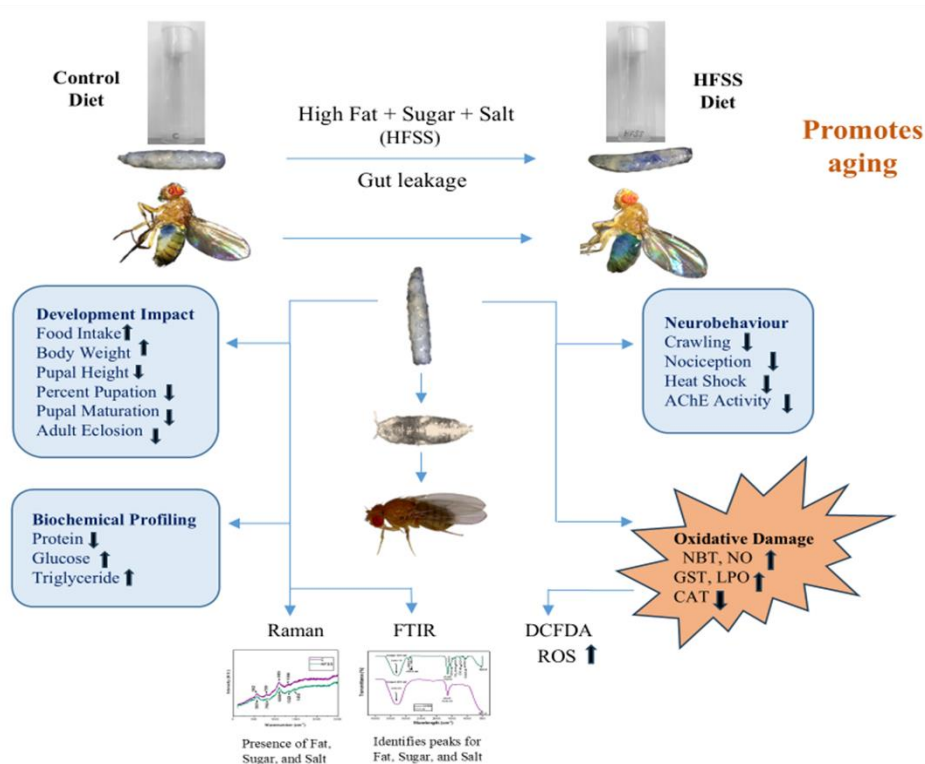 Control
Diet
C
HFSS
HFSS
Diet
High Fat + Sugar + Salt
(HFSS)
Gut leakage
Promotes
aging
Development Impact
Food Intake⬆
Body Weight ⬆
Pupal Height⬇
Percent Pupation ⬇
Pupal Maturation ⬇
Adult Eclosion ⬇
Neurobehaviour
Crawling ⬇
Nociception ⬇
Heat Shock ⬇
AChE Activity ⬇
Biochemical Profiling
Protein⬇
Glucose ⬆
Triglyceride⬆
Oxidative Damage
NBT, NO ⬆
GST, LPO⬆
CAT⬇
Raman
FTIR
DCFDA
ROS ⬆
Presence of Fat,
Sugar, and Salt
Identifies peaks for
Fat, Sugar, and Salt